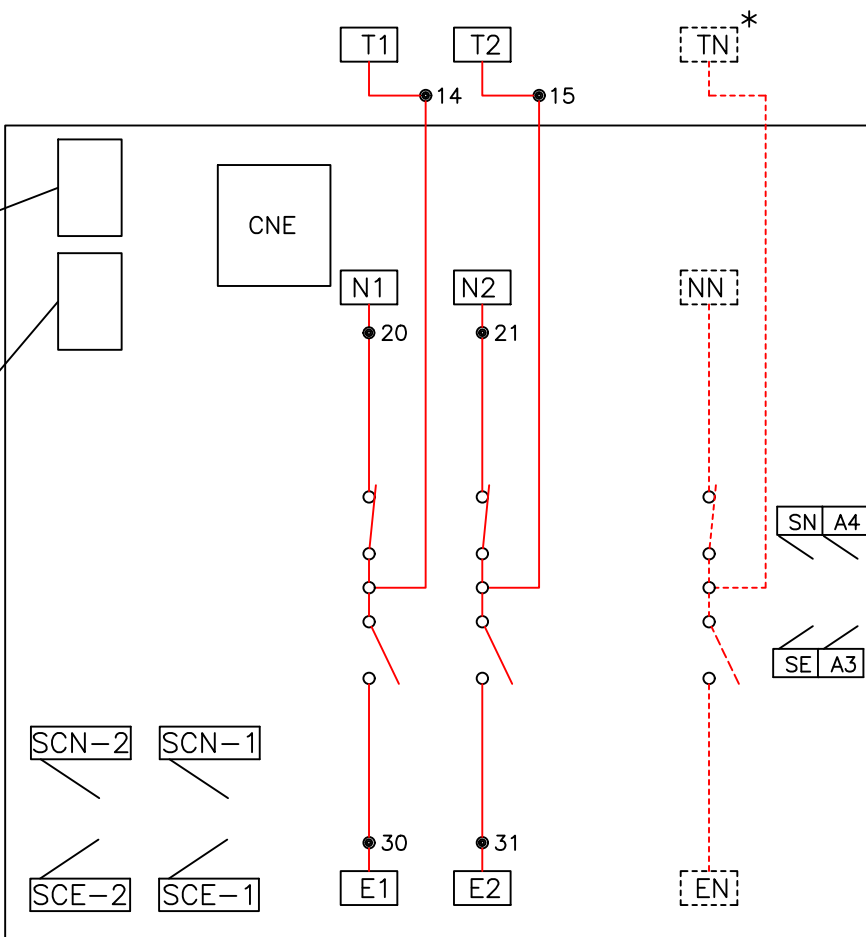 T1 T2 TN *
14 15
CNE
N1 N2 NN
20 21
SN A4
SE A3
SCN-2 SCN-1
30 31
SCE-2 SCE-1 E1 E2 EN